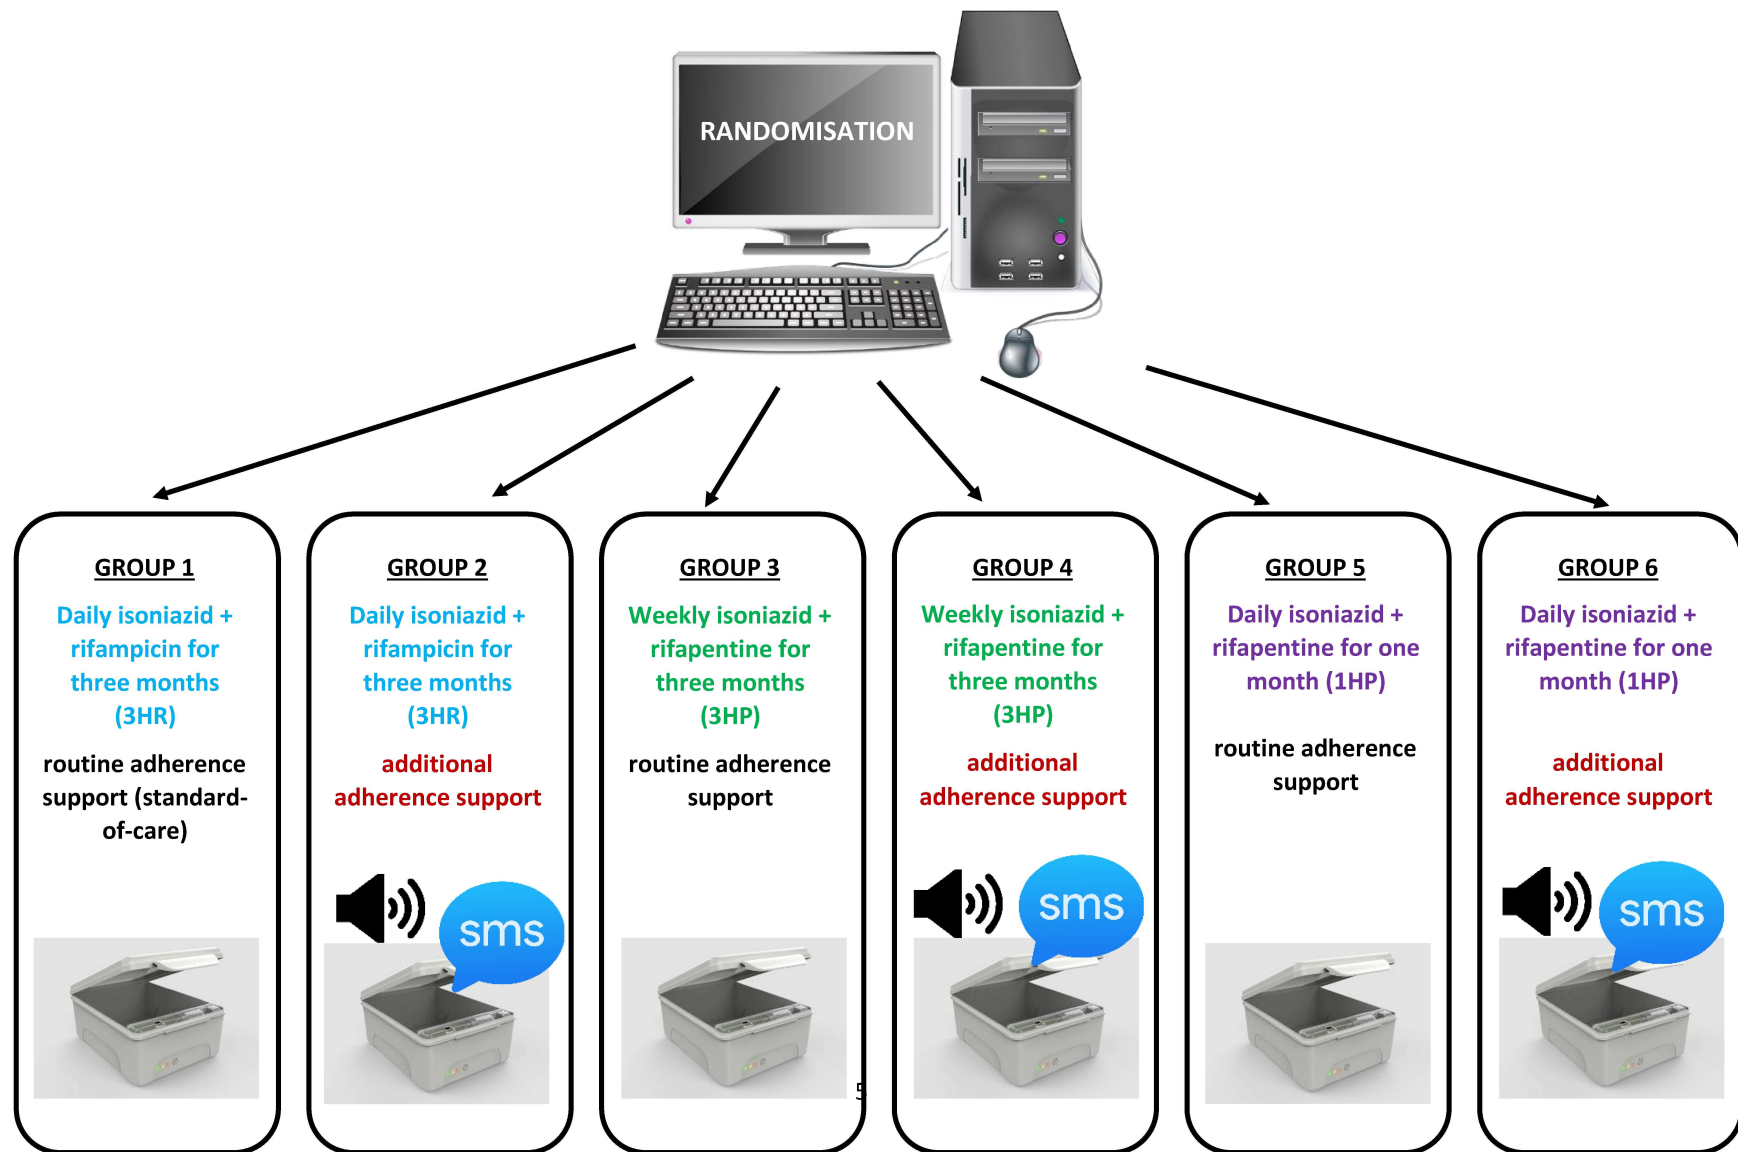 RANDOMISATION
GROUP 1
Daily isoniazid +
rifampicin for
three months
(3HR)
routine adherence
support (standard-
of-care)
GROUP 2
Daily isoniazid +
rifampicin for
three months
(3HR)
additional
adherence support
sms
GROUP 3
Weekly isoniazid +
rifapentine for
three months
(3HP)
routine adherence
support
GROUP 4
Weekly isoniazid +
rifapentine for
three months
(3HP)
additional
adherence support
sms
GROUP 5
Daily isoniazid +
rifapentine for one
month (1HP)
routine adherence
support
GROUP 6
Daily isoniazid +
rifapentine for one
month (1HP)
additional
adherence support
sms
5